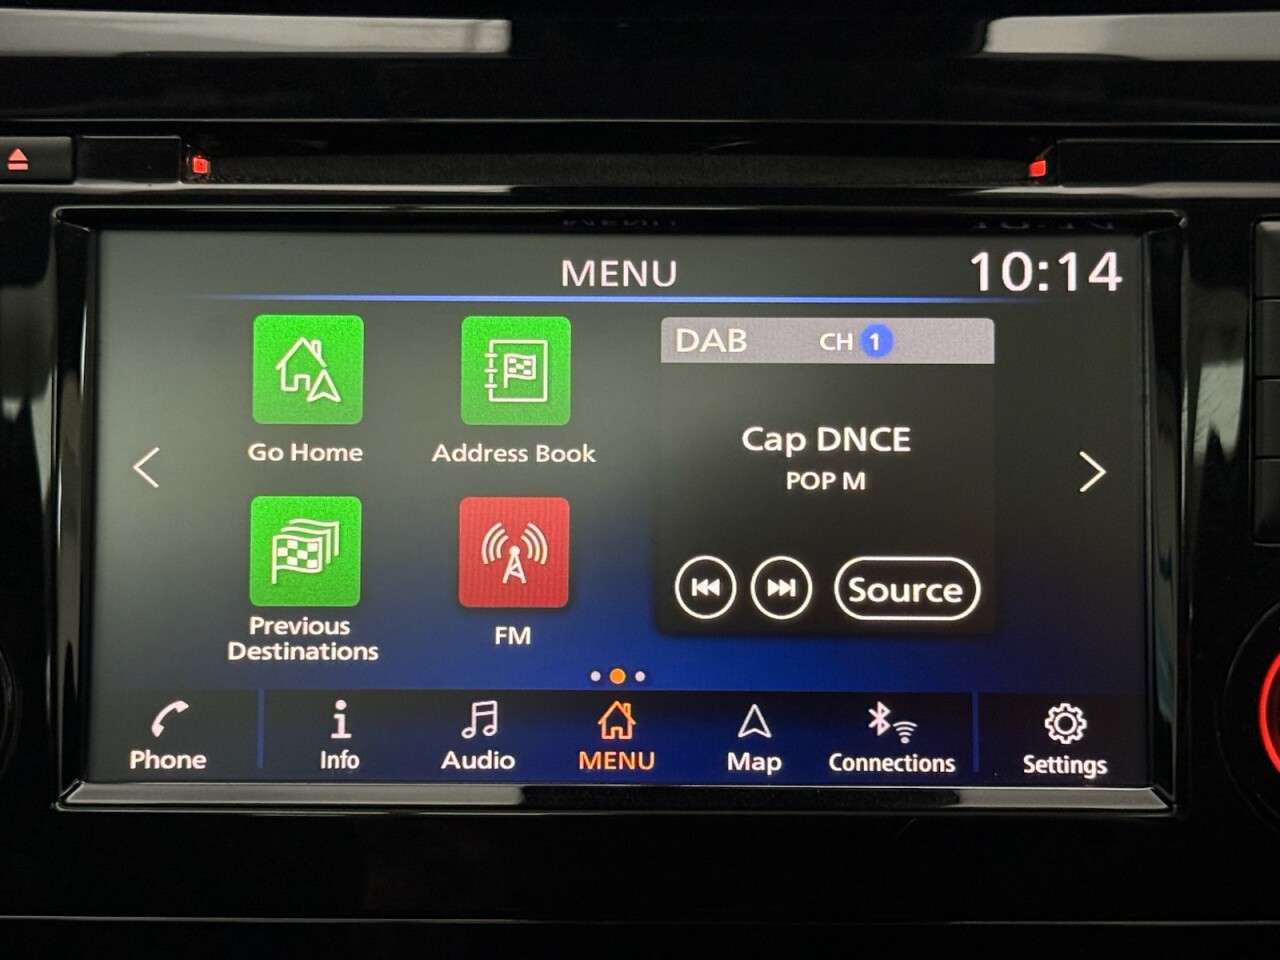 MENU
10:14
DAB
CH 1
Go Home
Address Book
Cap DNCE
POP M
Previous
Destinations
FM
Source
Phone
Info
Audio
MENU
Map
Connections
Settings